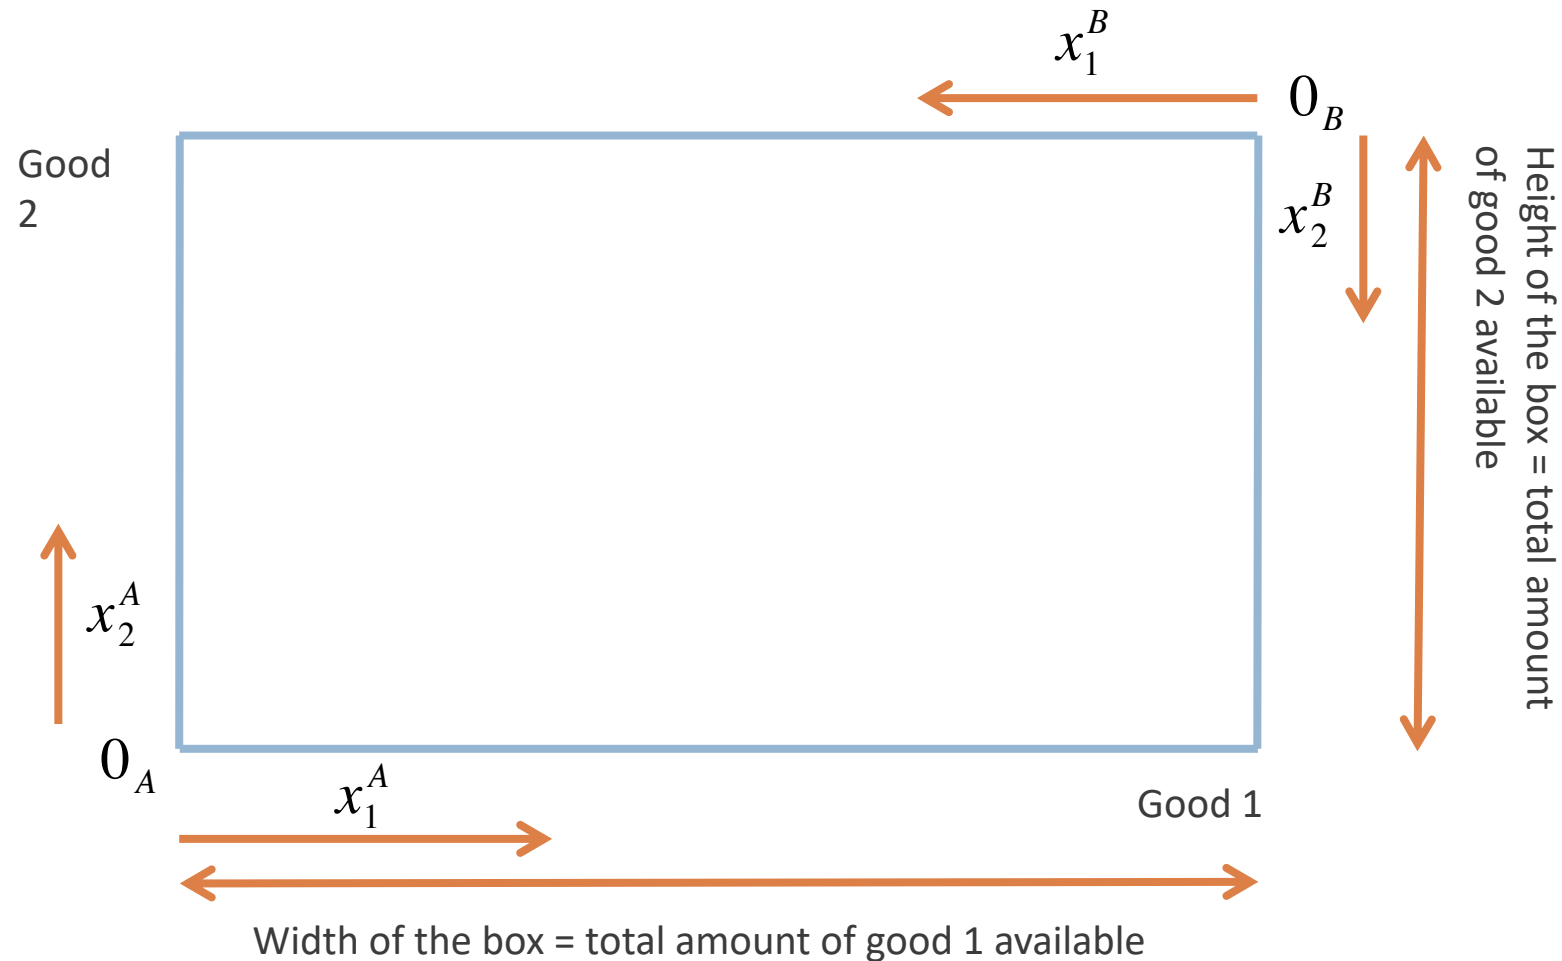 x_1^B
0_B
Good
2
x_2^B
Height of the box = total amount
of good 2 available
x_2^A
0_A
x_1^A
Good 1
Width of the box = total amount of good 1 available